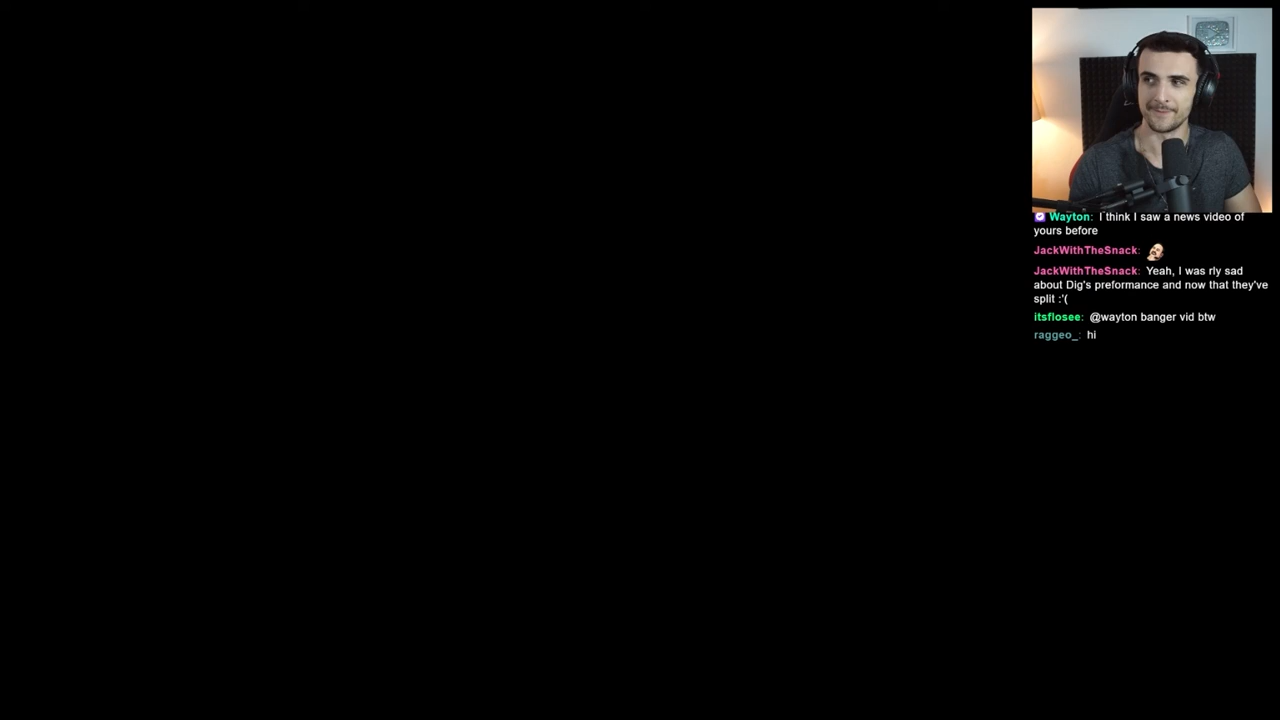 Wayton: I think I saw a news video of
yours before
JackWithTheSnack:
JackWithTheSnack: Yeah, I was rly sad
about Dig's preformance and now that they've
split :'(
itsflosee: @wayton banger vid btw
raggeo_: hi